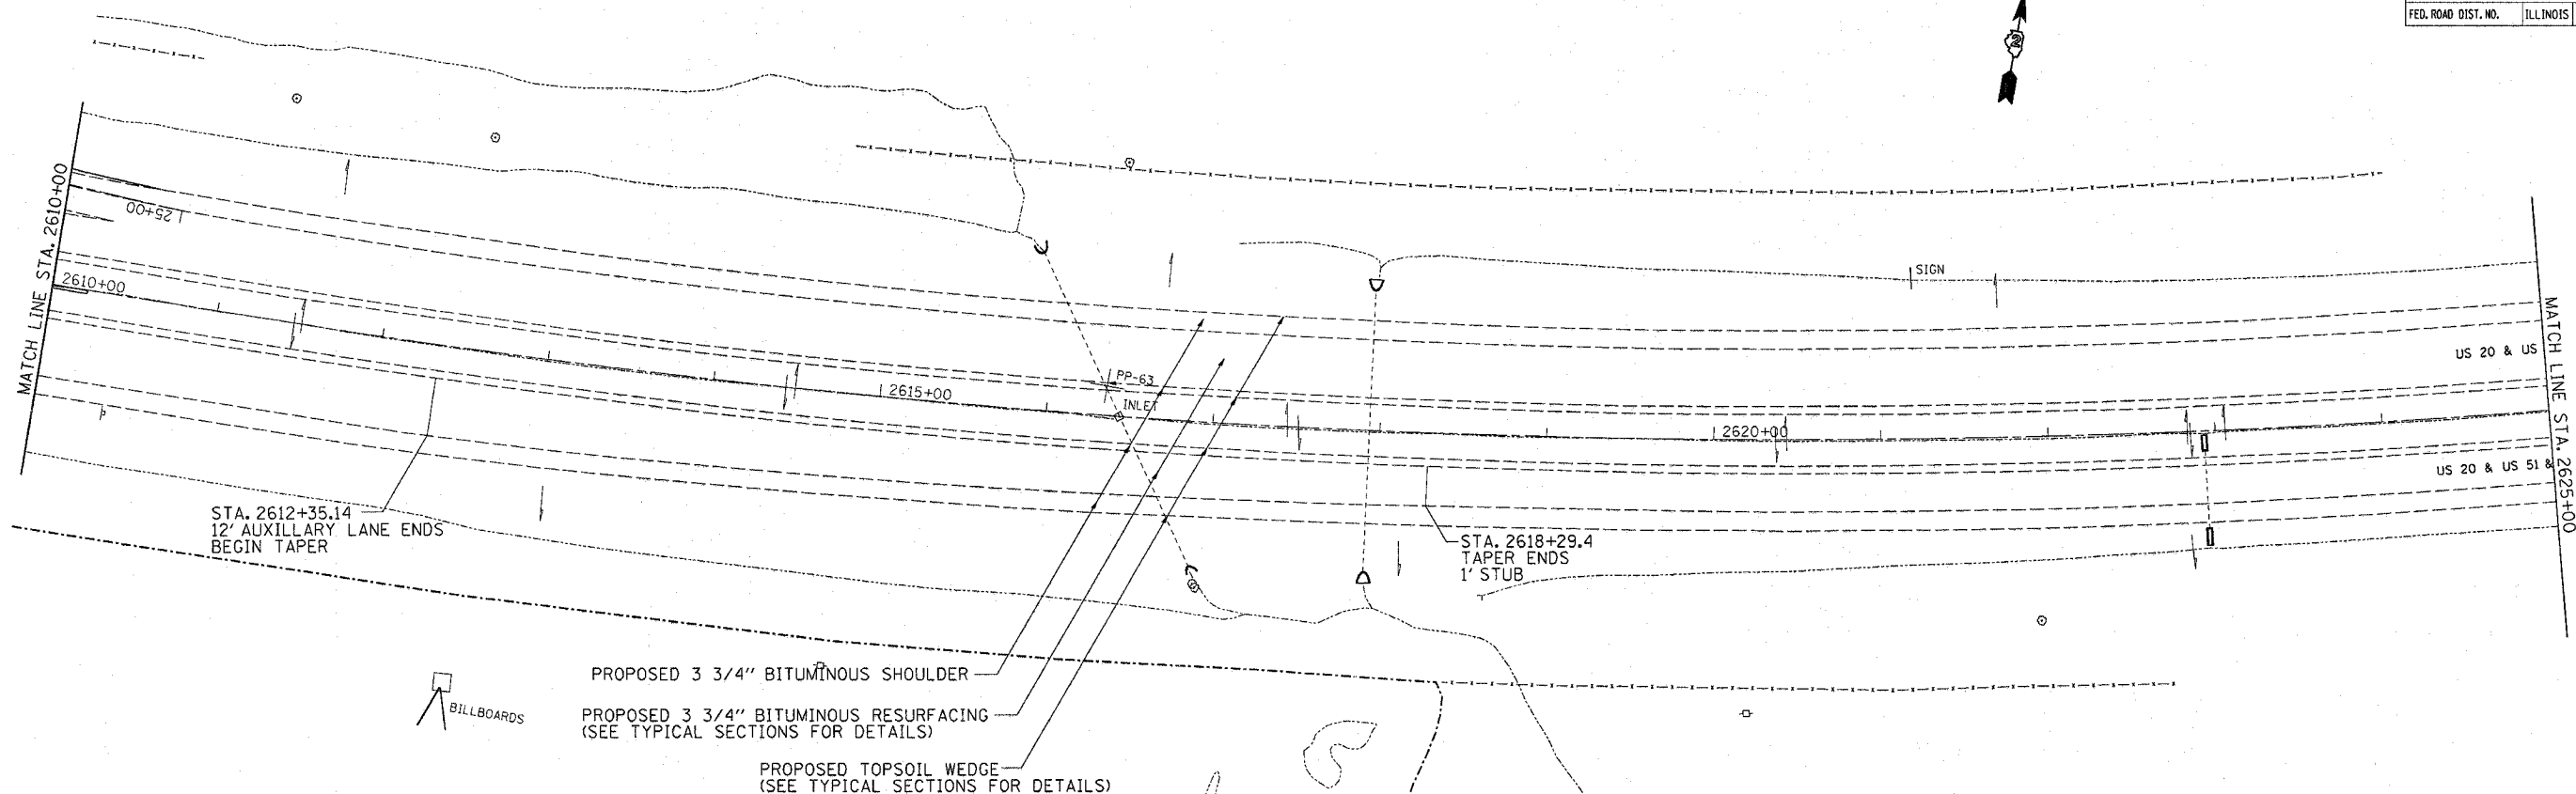 FED. ROAD DIST. NO. ILLINOIS
2
MATCH LINE STA. 2610+00
125+00
2610+00
SIGN
MATCH LINE STA. 2625+00
US 20 & US
PP-63
2615+00
INLET
2620+00
US 20 & US 51 &
STA. 2612+35.14
12' AUXILLARY LANE ENDS
BEGIN TAPER
STA. 2618+29.4
TAPER ENDS
1' STUB
PROPOSED 3 3/4" BITUMINOUS SHOULDER
BILLBOARDS
PROPOSED 3 3/4" BITUMINOUS RESURFACING
(SEE TYPICAL SECTIONS FOR DETAILS)
PROPOSED TOPSOIL WEDGE
(SEE TYPICAL SECTIONS FOR DETAILS)